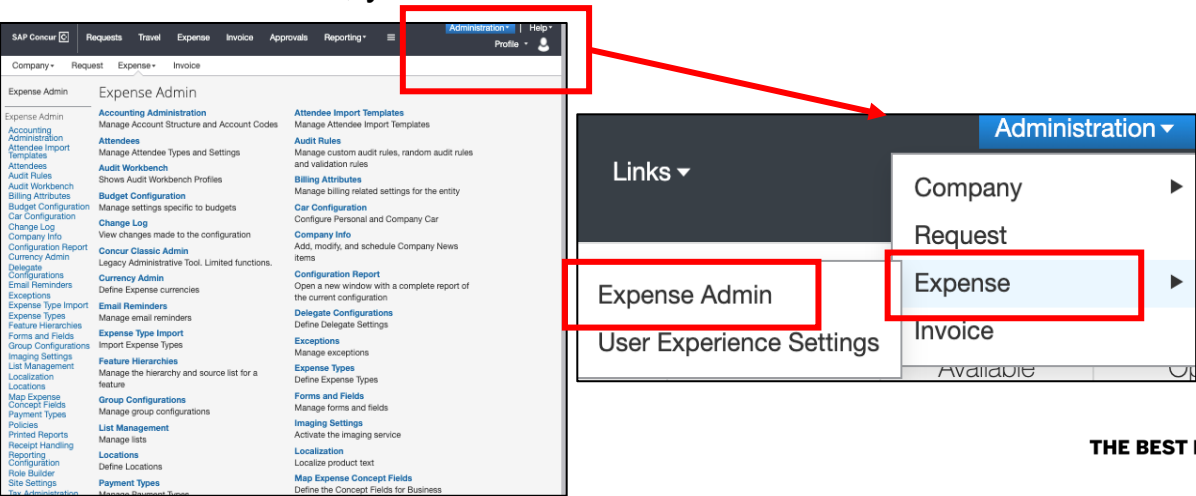 SAP Concur C Requests Travel Expense Invoice Approvals Reporting
Administration | Help
Profile
Company Request Expense Invoice
Expense Admin
Expense Admin
Accounting
Administration
Attendee Import
Templates
Attendees
Audit Rules
Audit Workbench
Billing Attributes
Budget Configuration
Car Configuration
Change Log
Company Info
Configuration Report
Currency Admin
Delegate
Configurations
Email Reminders
Exceptions
Expense Type Import
Expense Types
Feature Hierarchies
Forms and Fields
Group Configurations
Imaging Settings
List Management
Localization
Locations
Map Expense
Concept Fields
Payment Types
Policies
Printed Reports
Receipt Handling
Reporting
Configuration
Role Builder
Site Settings
Tax Administration
Expense Admin
Accounting Administration
Manage Account Structure and Account Codes
Attendees
Manage Attendee Types and Settings
Audit Workbench
Shows Audit Workbench Profiles
Budget Configuration
Manage settings specific to budgets
Change Log
View changes made to the configuration
Concur Classic Admin
Legacy Administrative Tool. Limited functions.
Currency Admin
Define Expense currencies
Email Reminders
Manage email reminders
Expense Type Import
Import Expense Types
Feature Hierarchies
Manage the hierarchy and source list for a
feature
Group Configurations
Manage group configurations
List Management
Manage lists
Locations
Define Locations
Payment Types
Manage Payment Types
Attendee Import Templates
Manage Attendee Import Templates
Audit Rules
Manage custom audit rules, random audit rules
and validation rules
Billing Attributes
Manage billing related settings for the entity
Car Configuration
Configure Personal and Company Car
Company Info
Add, modify, and schedule Company News
items
Configuration Report
Open a new window with a complete report of
the current configuration
Delegate Configurations
Define Delegate Settings
Exceptions
Manage exceptions
Expense Types
Define Expense Types
Forms and Fields
Manage forms and fields
Imaging Settings
Activate the imaging service
Localization
Localize product text
Map Expense Concept Fields
Define the Concept Fields for Business
Administration
Links
Company
Request
Expense
Invoice
Expense Admin
User Experience Settings
Available
THE BEST